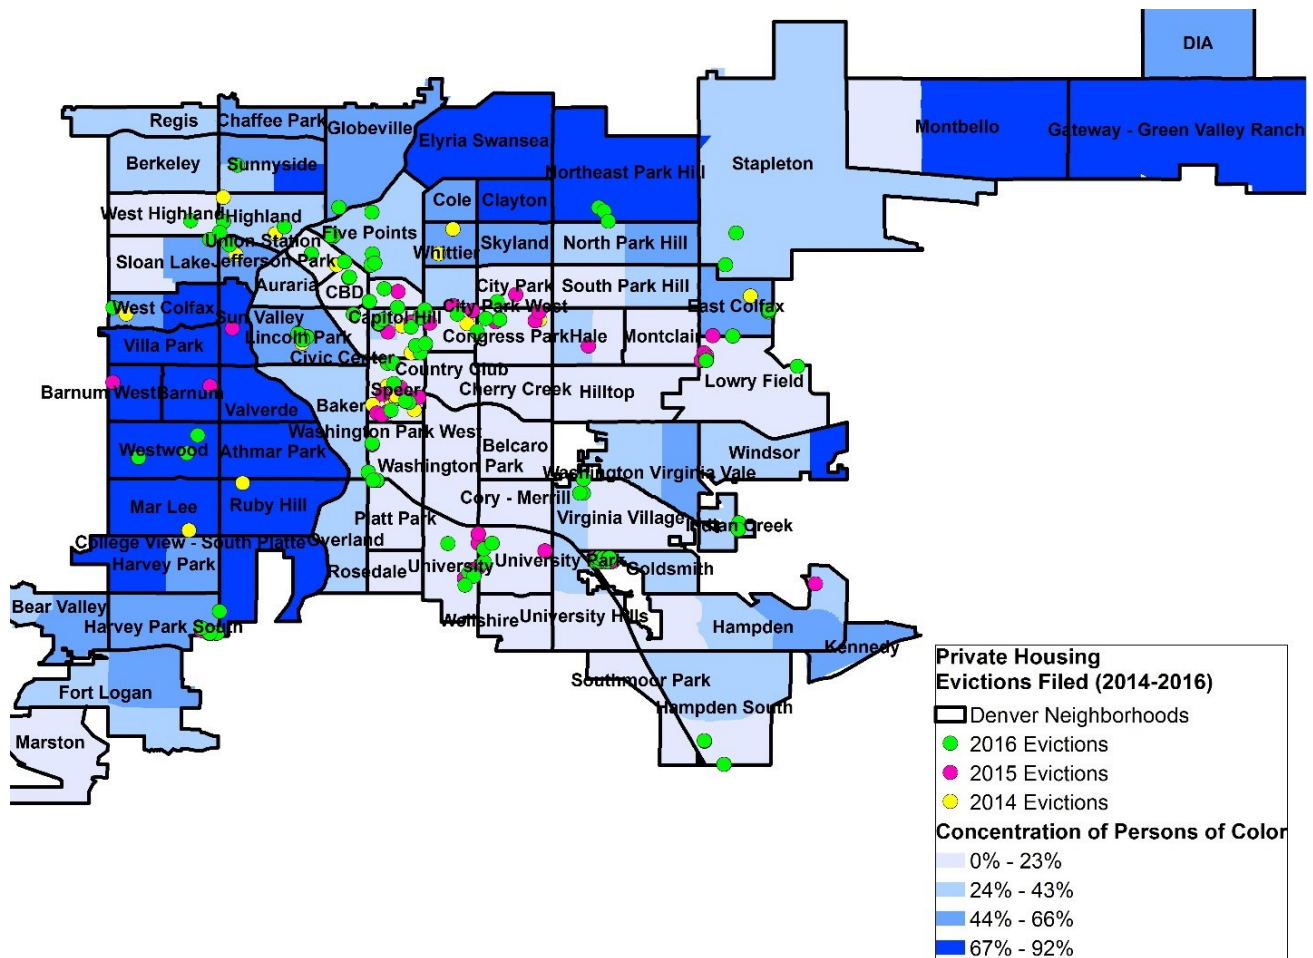 DIA
Regis
Chaffee Park
Globeville
Elyria Swansea
Montbello
Gateway - Green Valley Ranch
Berkeley
Sunnyside
Northeast Park Hill
Stapleton
Cole
Clayton
West Highland
Highland
Union Station
Five Points
Whittier
Skyland
North Park Hill
Sloan Lake
Jefferson Park
Auraria
CBD
City Park
South Park Hill
West Colfax
Sun Valley
Lincoln Park
Capitol Hill
City Park West
East Colfax
Villa Park
Civic Center
Congress Park
Hale
Montclair
Country Club
Barnum West
Barnum
Valverde
Baker
Speer
Cherry Creek
Hilltop
Lowry Field
Westwood
Athmar Park
Washington Park West
Washington Park
Belcaro
Washington Virginia Vale
Windsor
Mar Lee
Ruby Hill
Platt Park
Cory - Merrill
Virginia Village
Indian Creek
College View - South Platte
Overland
Harvey Park
Rosedale
University
University Park
Goldsmith
Bear Valley
Harvey Park South
Wellshire
University Hills
Hampden
Kennedy
Fort Logan
Southmoor Park
Hampden South
Marston
Private Housing
Evictions Filed (2014-2016)
Denver Neighborhoods
2016 Evictions
2015 Evictions
2014 Evictions
Concentration of Persons of Color
0% - 23%
24% - 43%
44% - 66%
67% - 92%